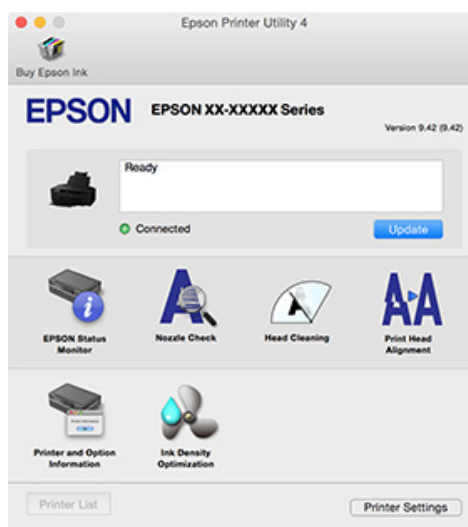 Epson Printer Utility 4
Buy Epson Ink
EPSON
EPSON XX-XXXXX Series
Version 9.42 (9.42)
Ready
Connected
Update
EPSON Status
Monitor
Nozzle Check
Head Cleaning
Print Head
Alignment
Printer and Option
Information
Ink Density
Optimization
Printer List
Printer Settings